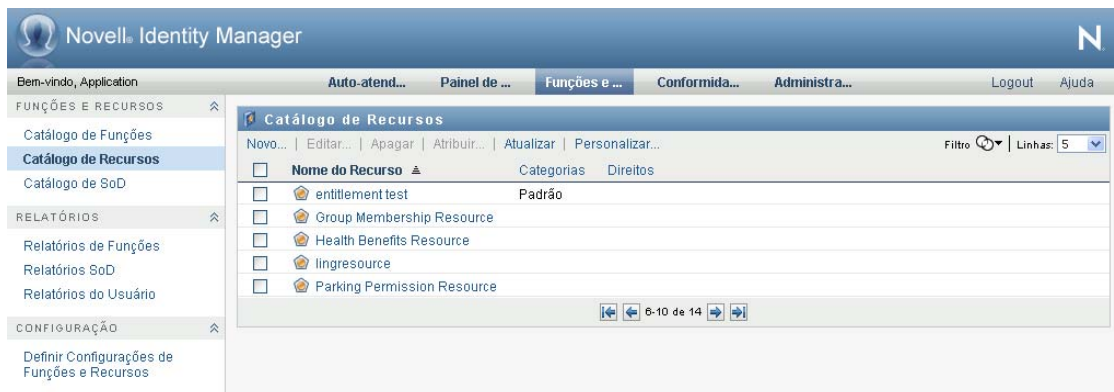 Novell® Identity Manager
N
Bem-vindo, Application
Auto-atend... Painel de ... Funções e ... Conformida... Administra... Logout Ajuda
FUNÇÕES E RECURSOS
Catálogo de Funções
Catálogo de Recursos
Catálogo de SoD
RELATÓRIOS
Relatórios de Funções
Relatórios SoD
Relatórios do Usuário
CONFIGURAÇÃO
Definir Configurações de
Funções e Recursos
Catálogo de Recursos
Novo... | Editar... | Apagar | Atribuir... | Atualizar | Personalizar... Filtro | Linhas: 5
Nome do Recurso Categorias Direitos
entitlement test Padrão
Group Membership Resource
Health Benefits Resource
lingresource
Parking Permission Resource
6-10 de 14